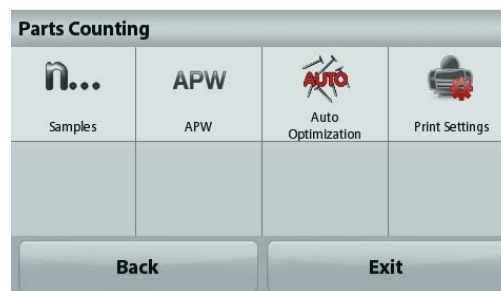 Parts Counting
n...
APW
AUTO
Samples
APW
Auto
Optimization
Print Settings
Back
Exit